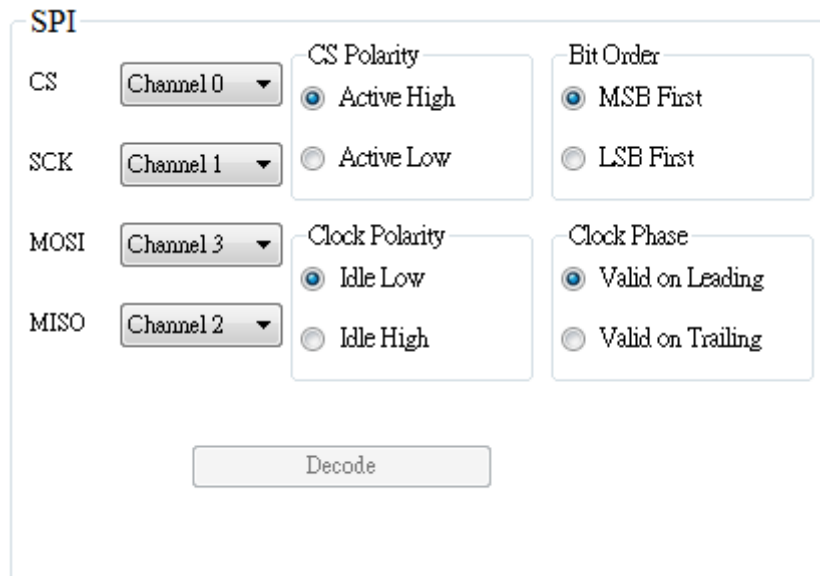 SPI
CS Channel 0
SCK Channel 1
MOSI Channel 3
MISO Channel 2
CS Polarity
Active High
Active Low
Bit Order
MSB First
LSB First
Clock Polarity
Idle Low
Idle High
Clock Phase
Valid on Leading
Valid on Trailing
Decode